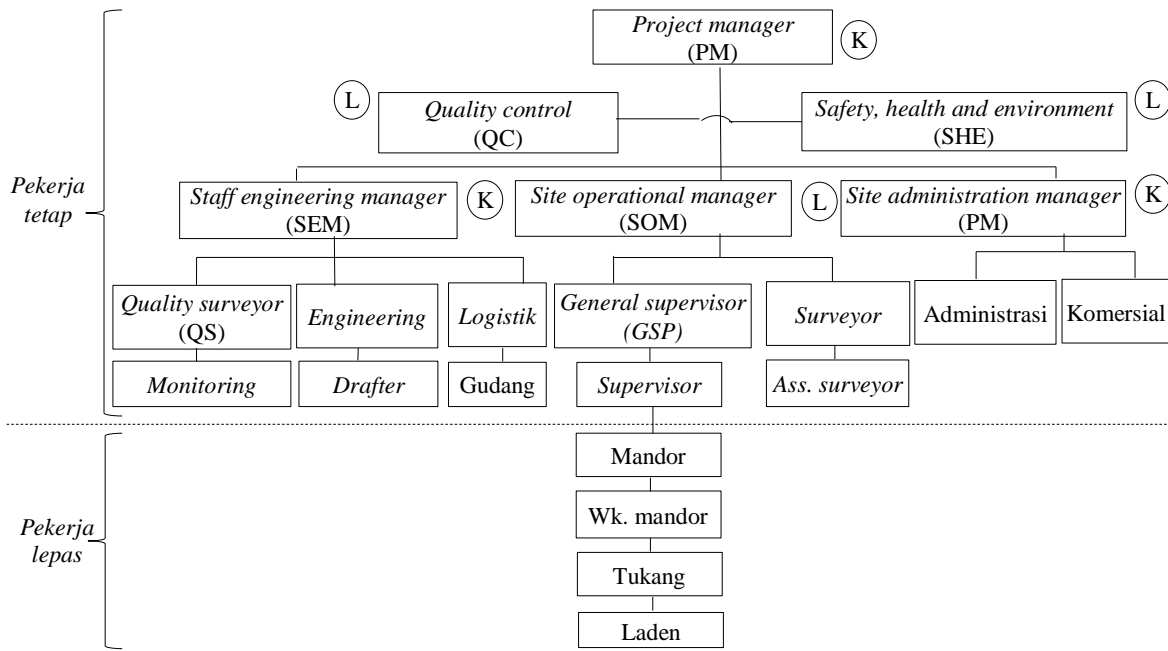 Project manager
(PM)
K
L
Quality control
(QC)
Safety, health and environment
(SHE)
L
Pekerja
tetap
Staff engineering manager
(SEM)
K
Site operational manager
(SOM)
L
Site administration manager
(PM)
K
Quality surveyor
(QS)
Engineering
Logistik
General supervisor
(GSP)
Surveyor
Administrasi
Komersial
Monitoring
Drafter
Gudang
Supervisor
Ass. surveyor
Pekerja
lepas
Mandor
Wk. mandor
Tukang
Laden